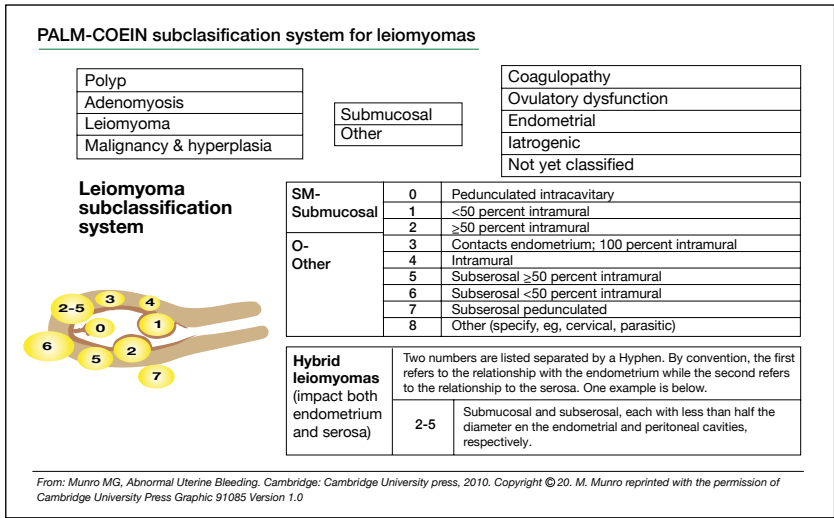 PALM-COEIN subclasification system for leiomyomas
Polyp
Adenomyosis
Leiomyoma
Malignancy & hyperplasia
Submucosal
Other
Coagulopathy
Ovulatory dysfunction
Endometrial
Iatrogenic
Not yet classified
Leiomyoma
subclassification
system
SM-
Submucosal
0 Pedunculated intracavitary
1 <50 percent intramural
2 ≥50 percent intramural
O-
Other
3 Contacts endometrium; 100 percent intramural
4 Intramural
5 Subserosal ≥50 percent intramural
6 Subserosal <50 percent intramural
7 Subserosal pedunculated
8 Other (specify, eg, cervical, parasitic)
3
4
2-5
0
1
6
5
2
7
Hybrid
leiomyomas
(impact both
endometrium
and serosa)
Two numbers are listed separated by a Hyphen. By convention, the first
refers to the relationship with the endometrium while the second refers
to the relationship to the serosa. One example is below.
2-5
Submucosal and subserosal, each with less than half the
diameter en the endometrial and peritoneal cavities,
respectively.
From: Munro MG, Abnormal Uterine Bleeding. Cambridge: Cambridge University press, 2010. Copyright © 20. M. Munro reprinted with the permission of
Cambridge University Press Graphic 91085 Version 1.0